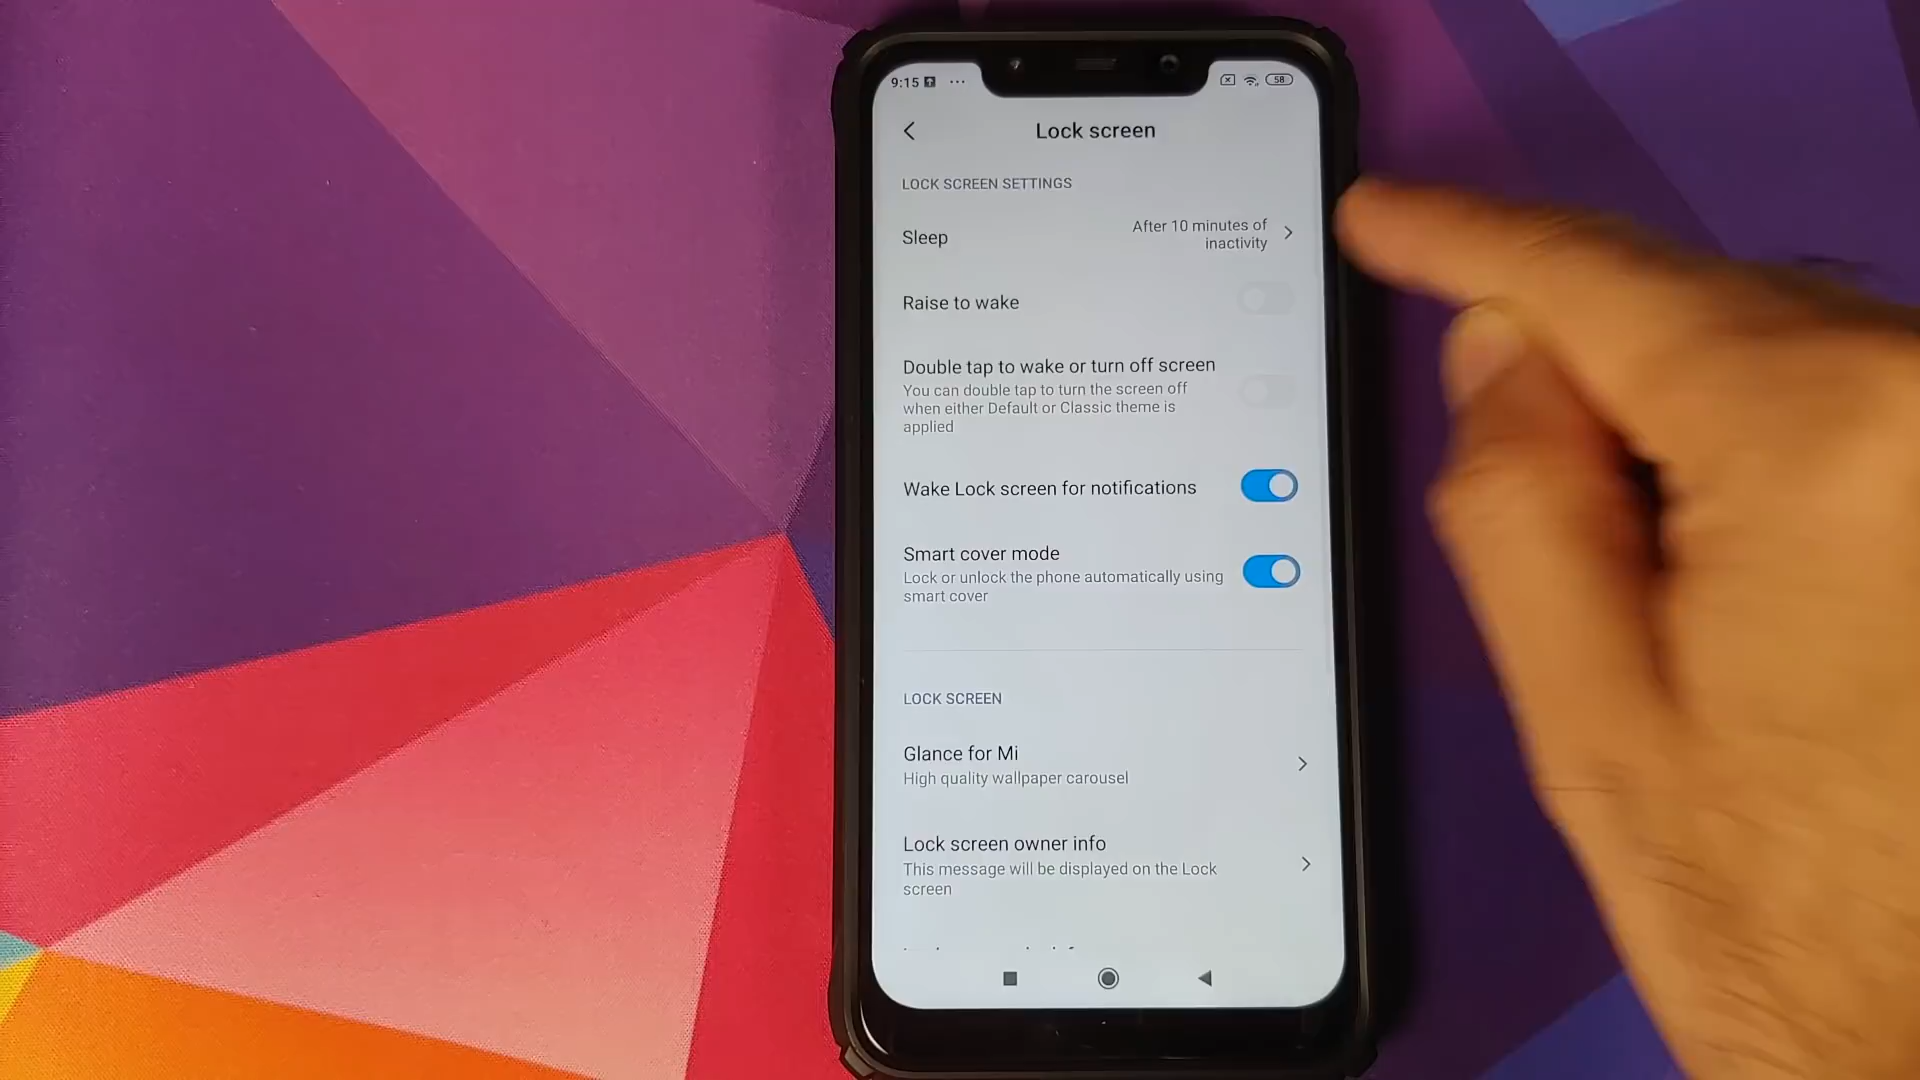 9:15 ...
58
Lock screen
LOCK SCREEN SETTINGS
Sleep
After 10 minutes of
inactivity
Raise to wake
Double tap to wake or turn off screen
You can double tap to turn the screen off
when either Default or Classic theme is
applied
Wake Lock screen for notifications
Smart cover mode
Lock or unlock the phone automatically using
smart cover
LOCK SCREEN
Glance for Mi
High quality wallpaper carousel
Lock screen owner info
This message will be displayed on the Lock
screen